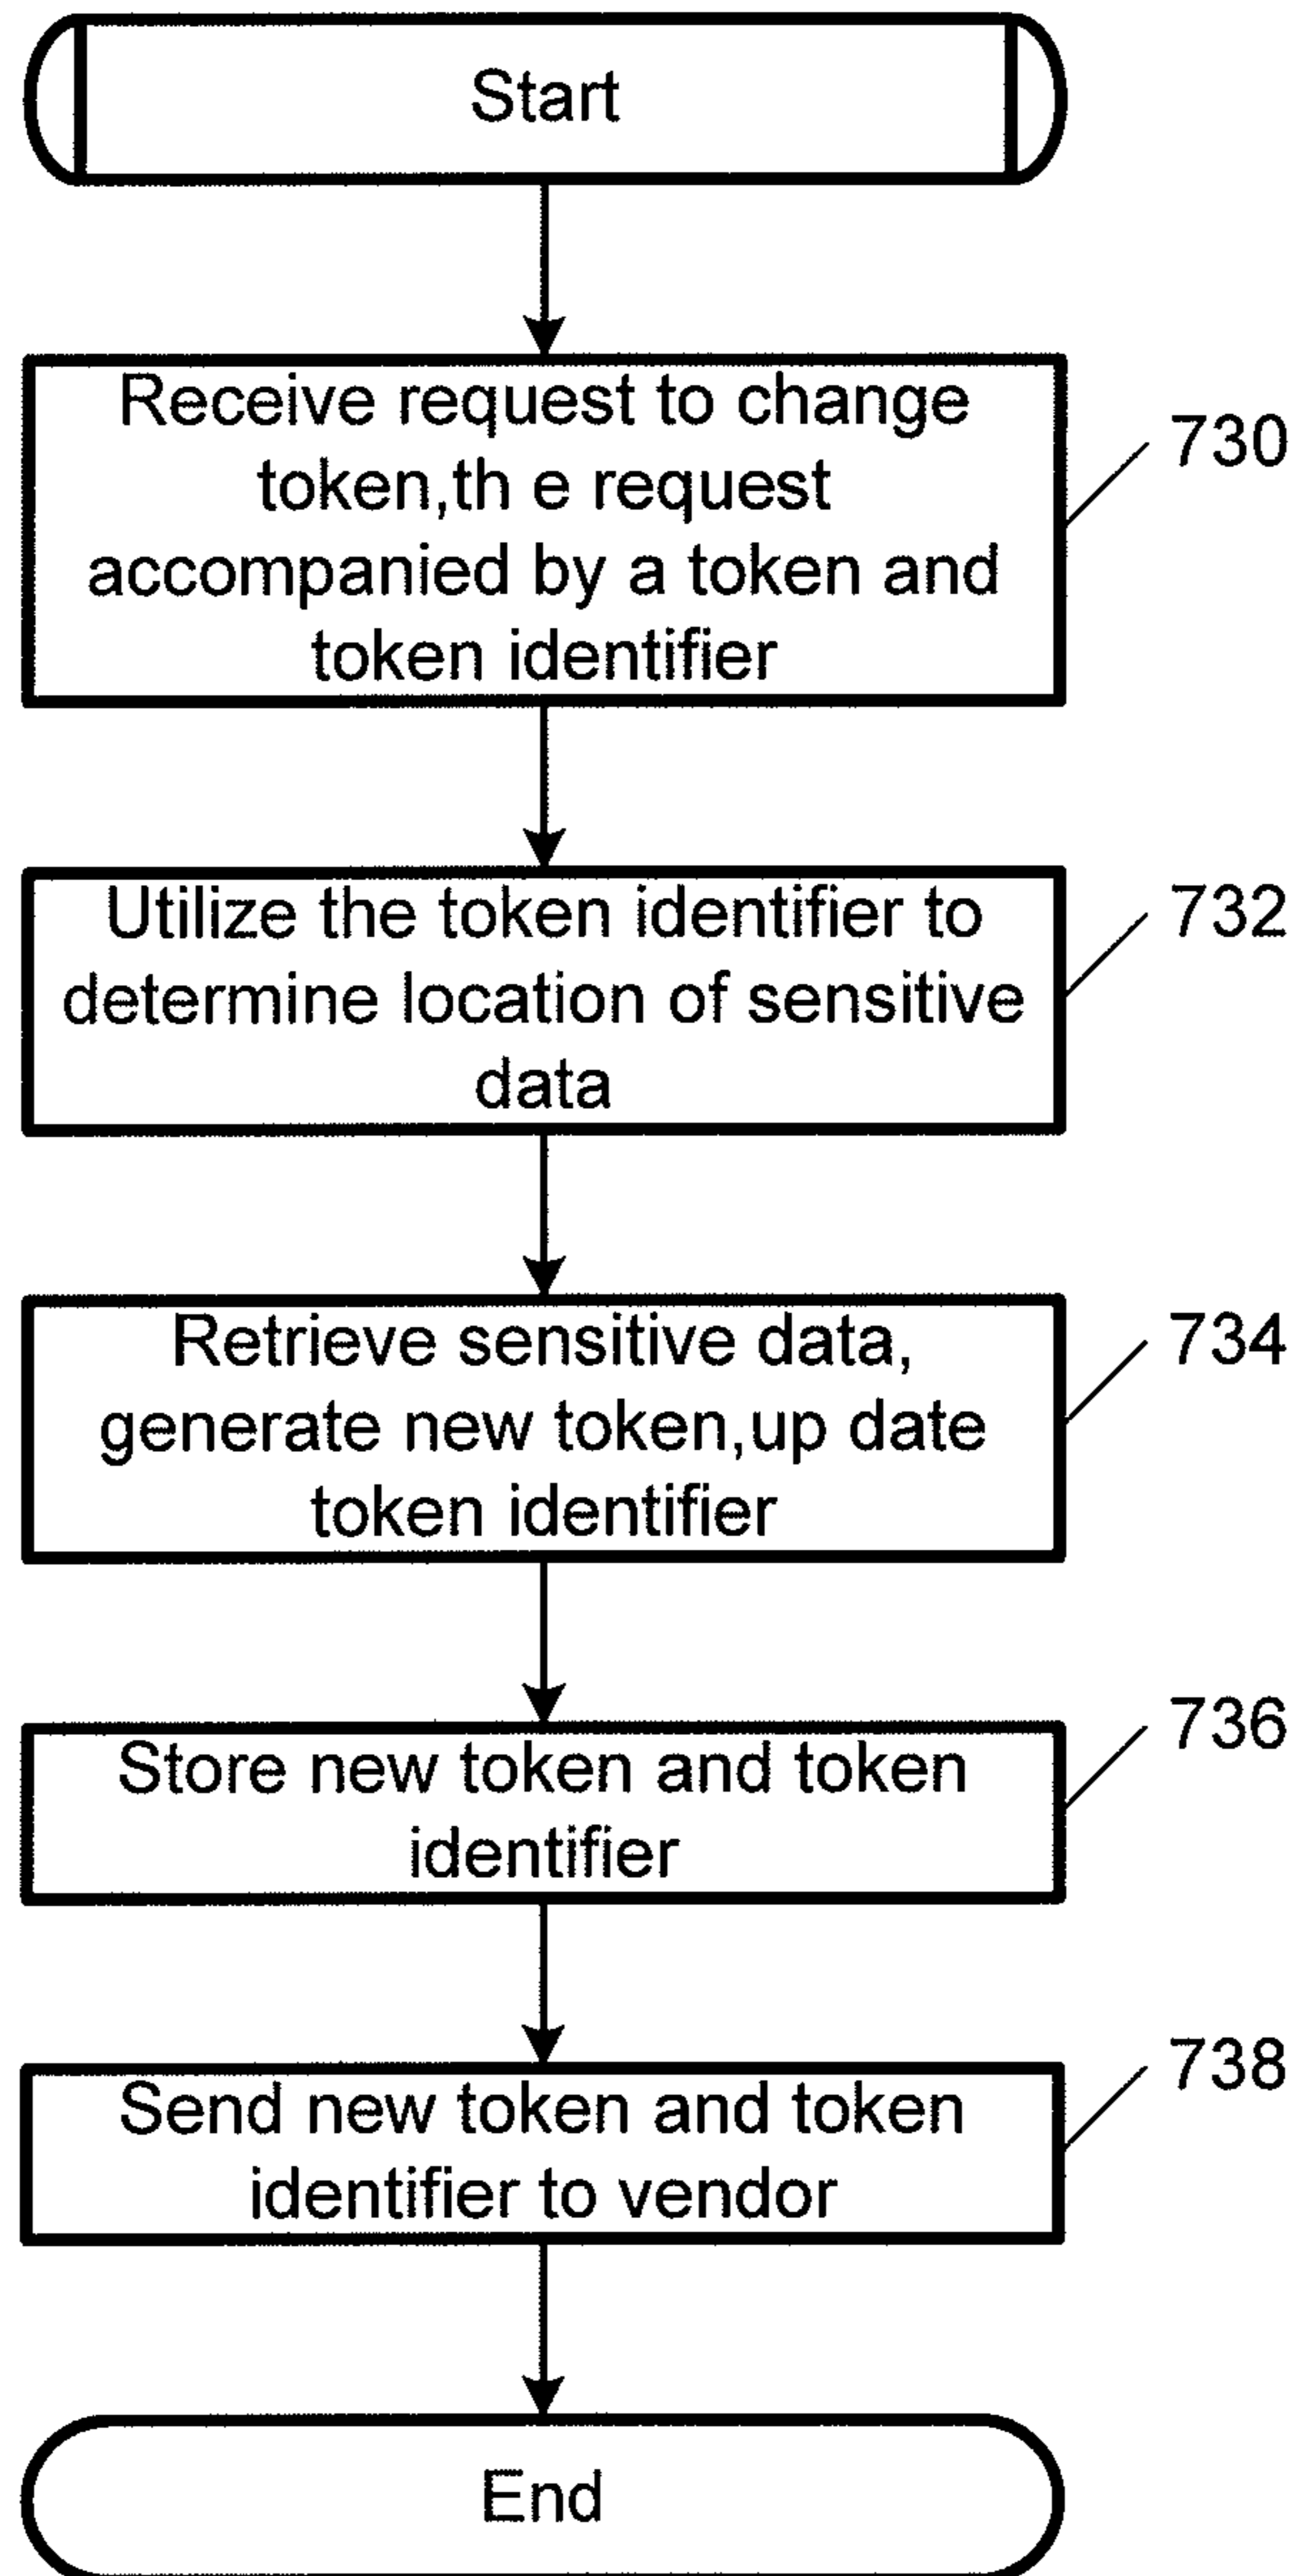 Start
Receive request to change
token,th e request
accompanied by a token and
token identifier
730
Utilize the token identifier to
determine location of sensitive
data
732
Retrieve sensitive data,
generate new token,up date
token identifier
734
Store new token and token
identifier
736
Send new token and token
identifier to vendor
738
End